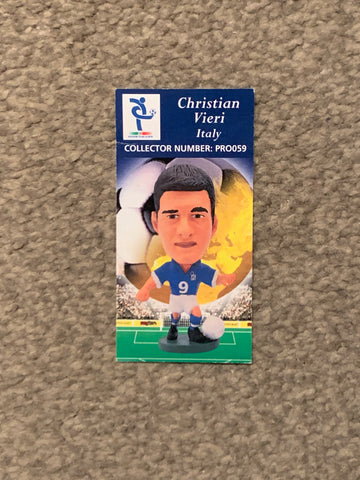 Christian
Vieri
Italy
COLLECTOR NUMBER: PRO059
9